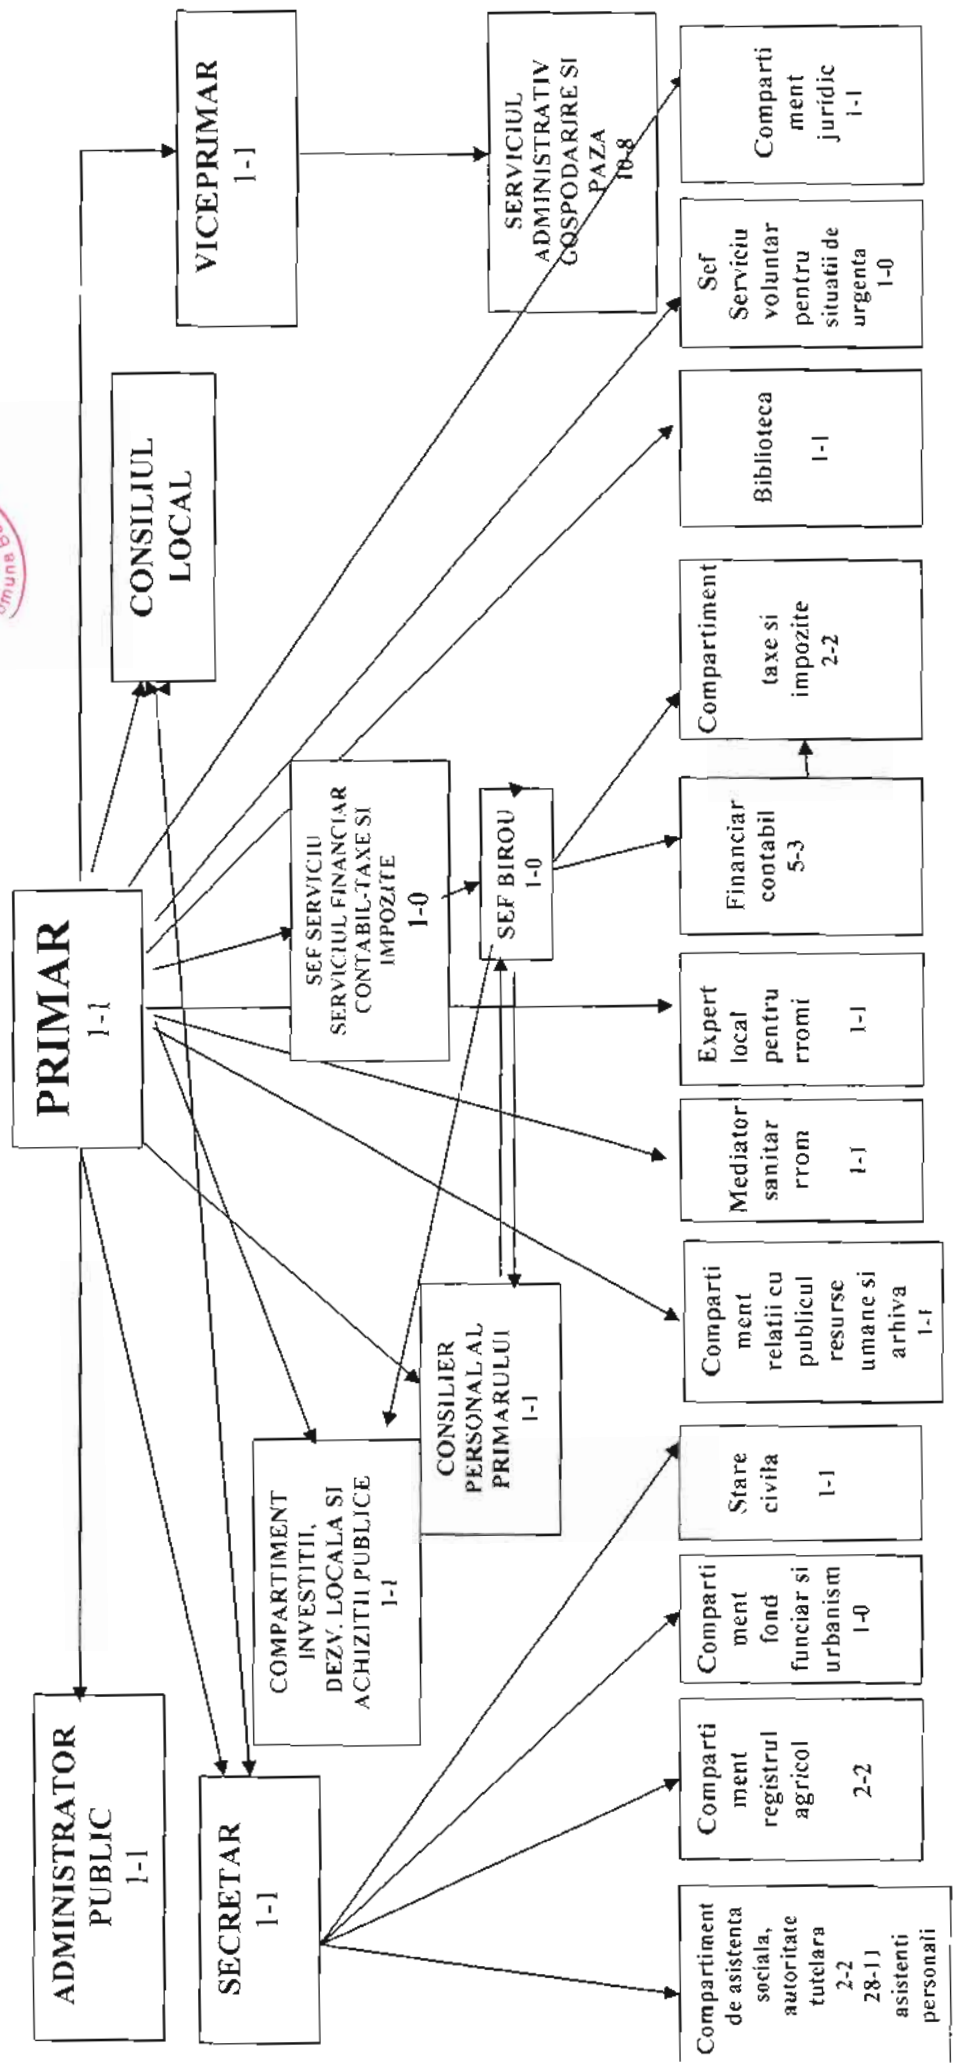 PRIMAR
1-1
ADMINISTRATOR
PUBLIC
1-1
CONSILIUL
LOCAL
VICEPRIMAR
1-1
SECRETAR
1-1
COMPARTIMENT
INVESTITII,
DEZV. LOCALA SI
ACHIZITII PUBLICE
1-1
SEF SERVICIU
SERVICIUL FINANCIAR
CONTABIL-TAXE SI
IMPOZITE
1-0
CONSILIER
PERSONAL AL
PRIMARULUI
1-1
SEF BIROU
1-0
SERVICIUL
ADMINISTRATIV
GOSPODARIRE SI
PAZA
10-8
Compartiment
de asistenta
sociala,
autoritate
tutelara
2-2
28-11
asistenti
personali
Comparti
ment
registrul
agricol
2-2
Comparti
ment
fond
funciar si
urbanism
1-0
Stare
civila
1-1
Comparti
ment
relatii cu
publicul
resurse
umane si
arhiva
1-1
Mediator
sanitar
rrom
1-1
Expert
local
pentru
rromi
1-1
Financiar
contabil
5-3
Compartiment
taxe si
impozite
2-2
Biblioteca
1-1
Sef
Serviciu
voluntar
pentru
situatii de
urgenta
1-0
Comparti
ment
juridic
1-1